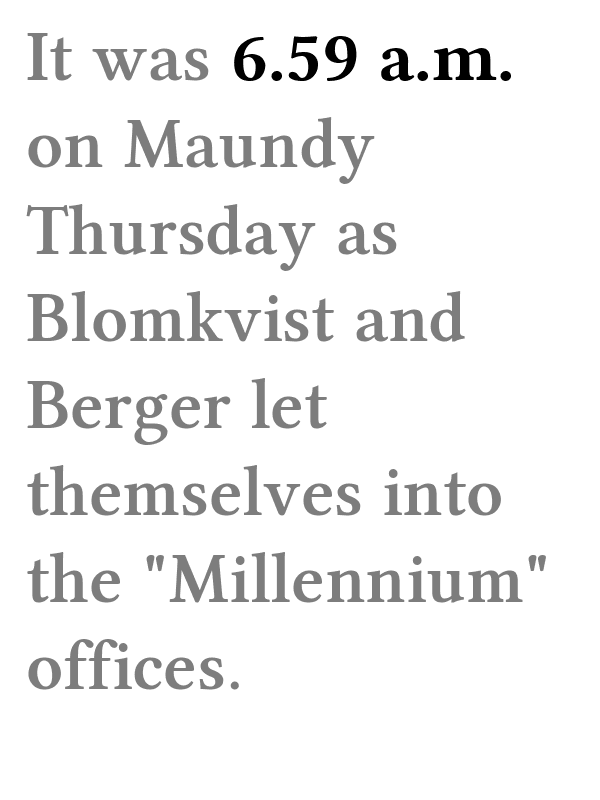 It was 6.59 a.m.
on Maundy
Thursday as
Blomkvist and
Berger let
themselves into
the "Millennium"
offices.